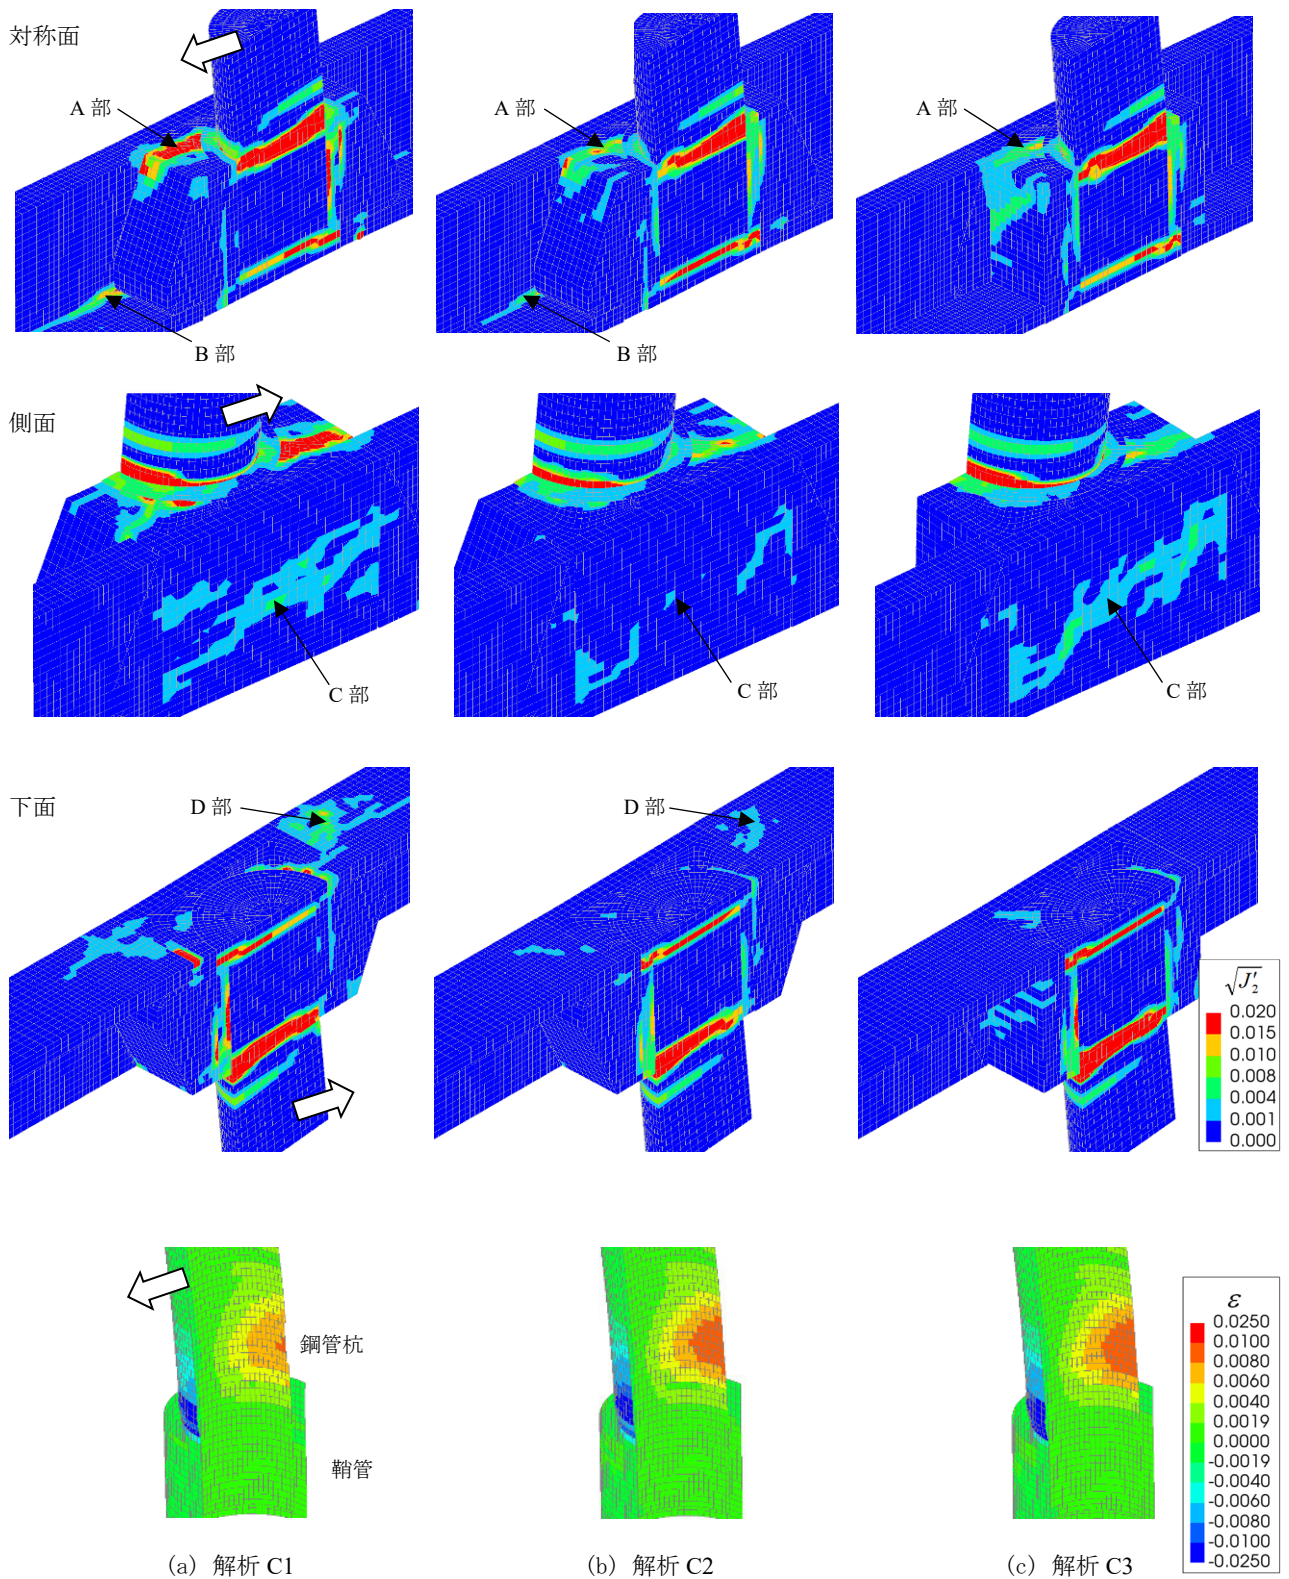 対称面
A 部
A 部
A 部
B 部
B 部
側面
C 部
C 部
C 部
下面
D 部
D 部
√J′₂
0.020
0.015
0.010
0.008
0.004
0.001
0.000
鋼管杭
鞘管
ε
0.0250
0.0100
0.0080
0.0060
0.0040
0.0019
0.0000
-0.0019
-0.0040
-0.0060
-0.0080
-0.0100
-0.0250
(a) 解析 C1
(b) 解析 C2
(c) 解析 C3